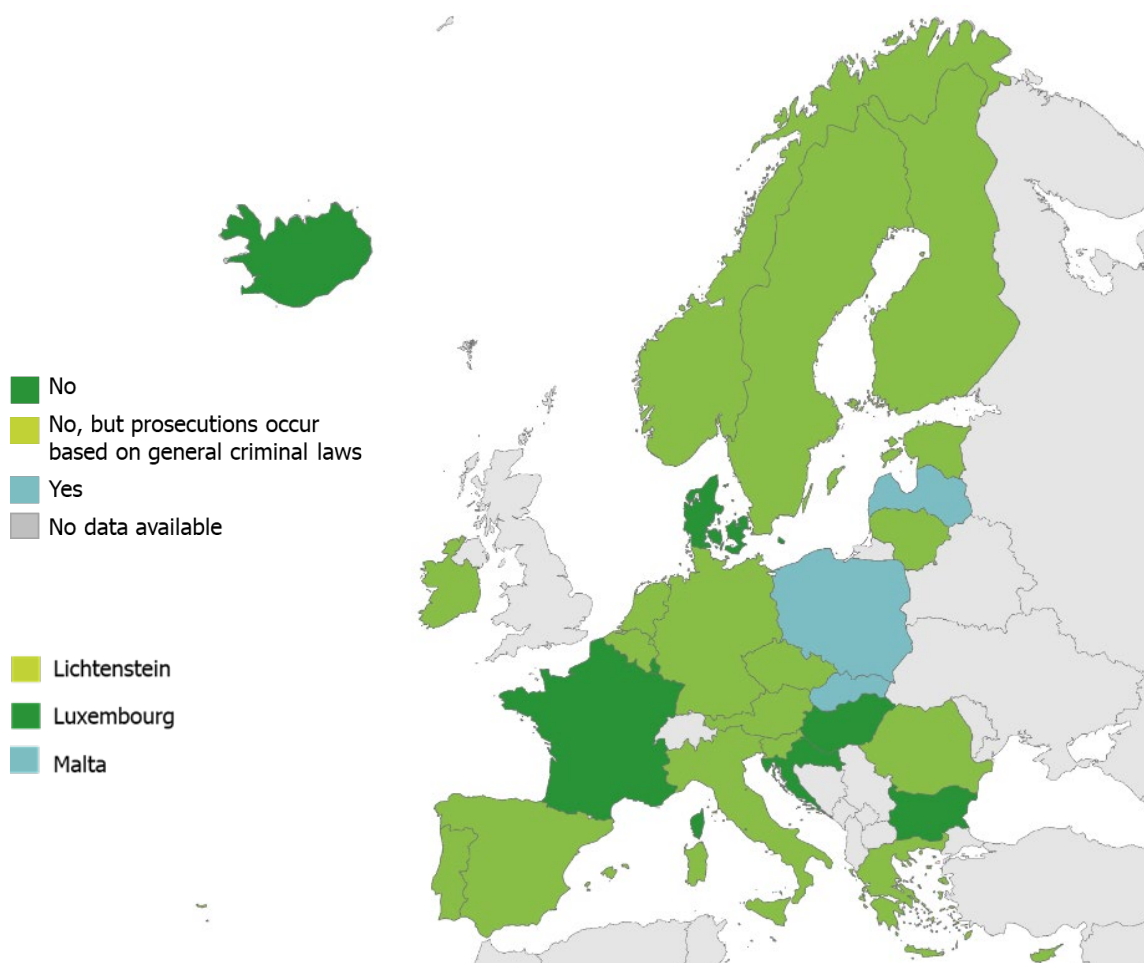 No
No, but prosecutions occur
based on general criminal laws
Yes
No data available
Lichtenstein
Luxembourg
Malta